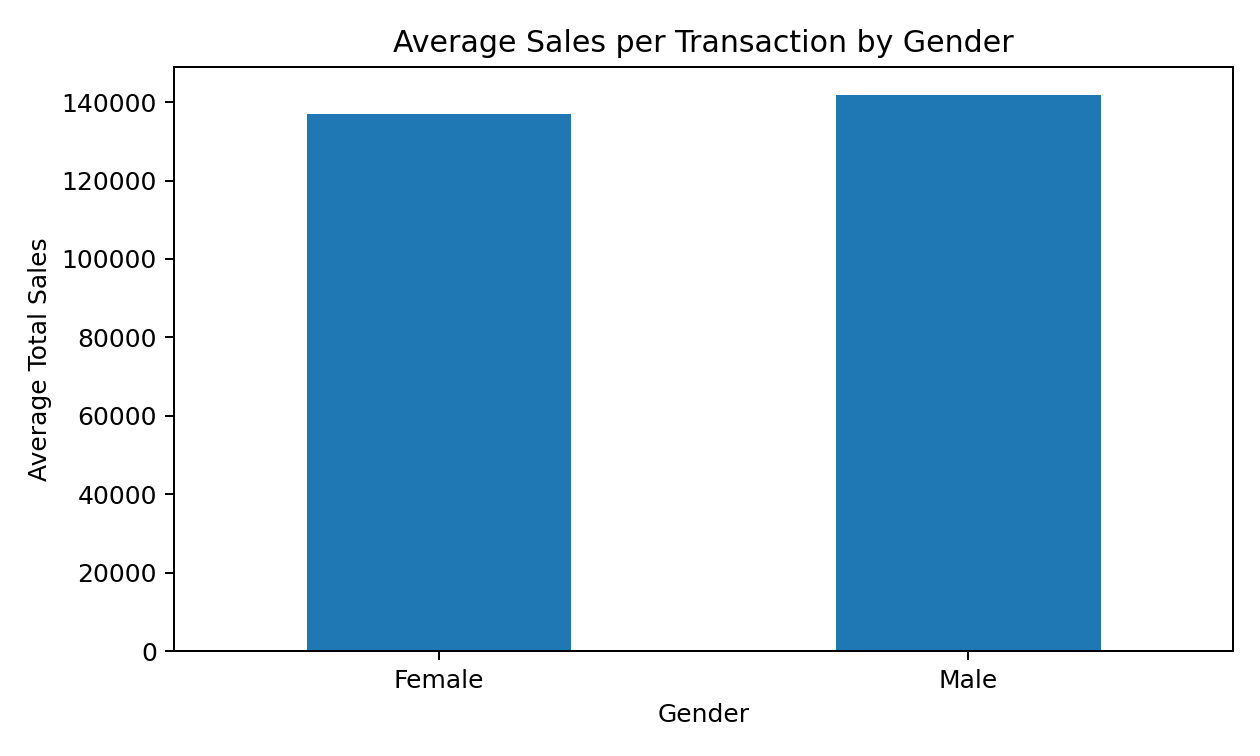 Average Sales per Transaction by Gender
Average Total Sales
140000
120000
100000
80000
60000
40000
20000
0
Female
Male
Gender